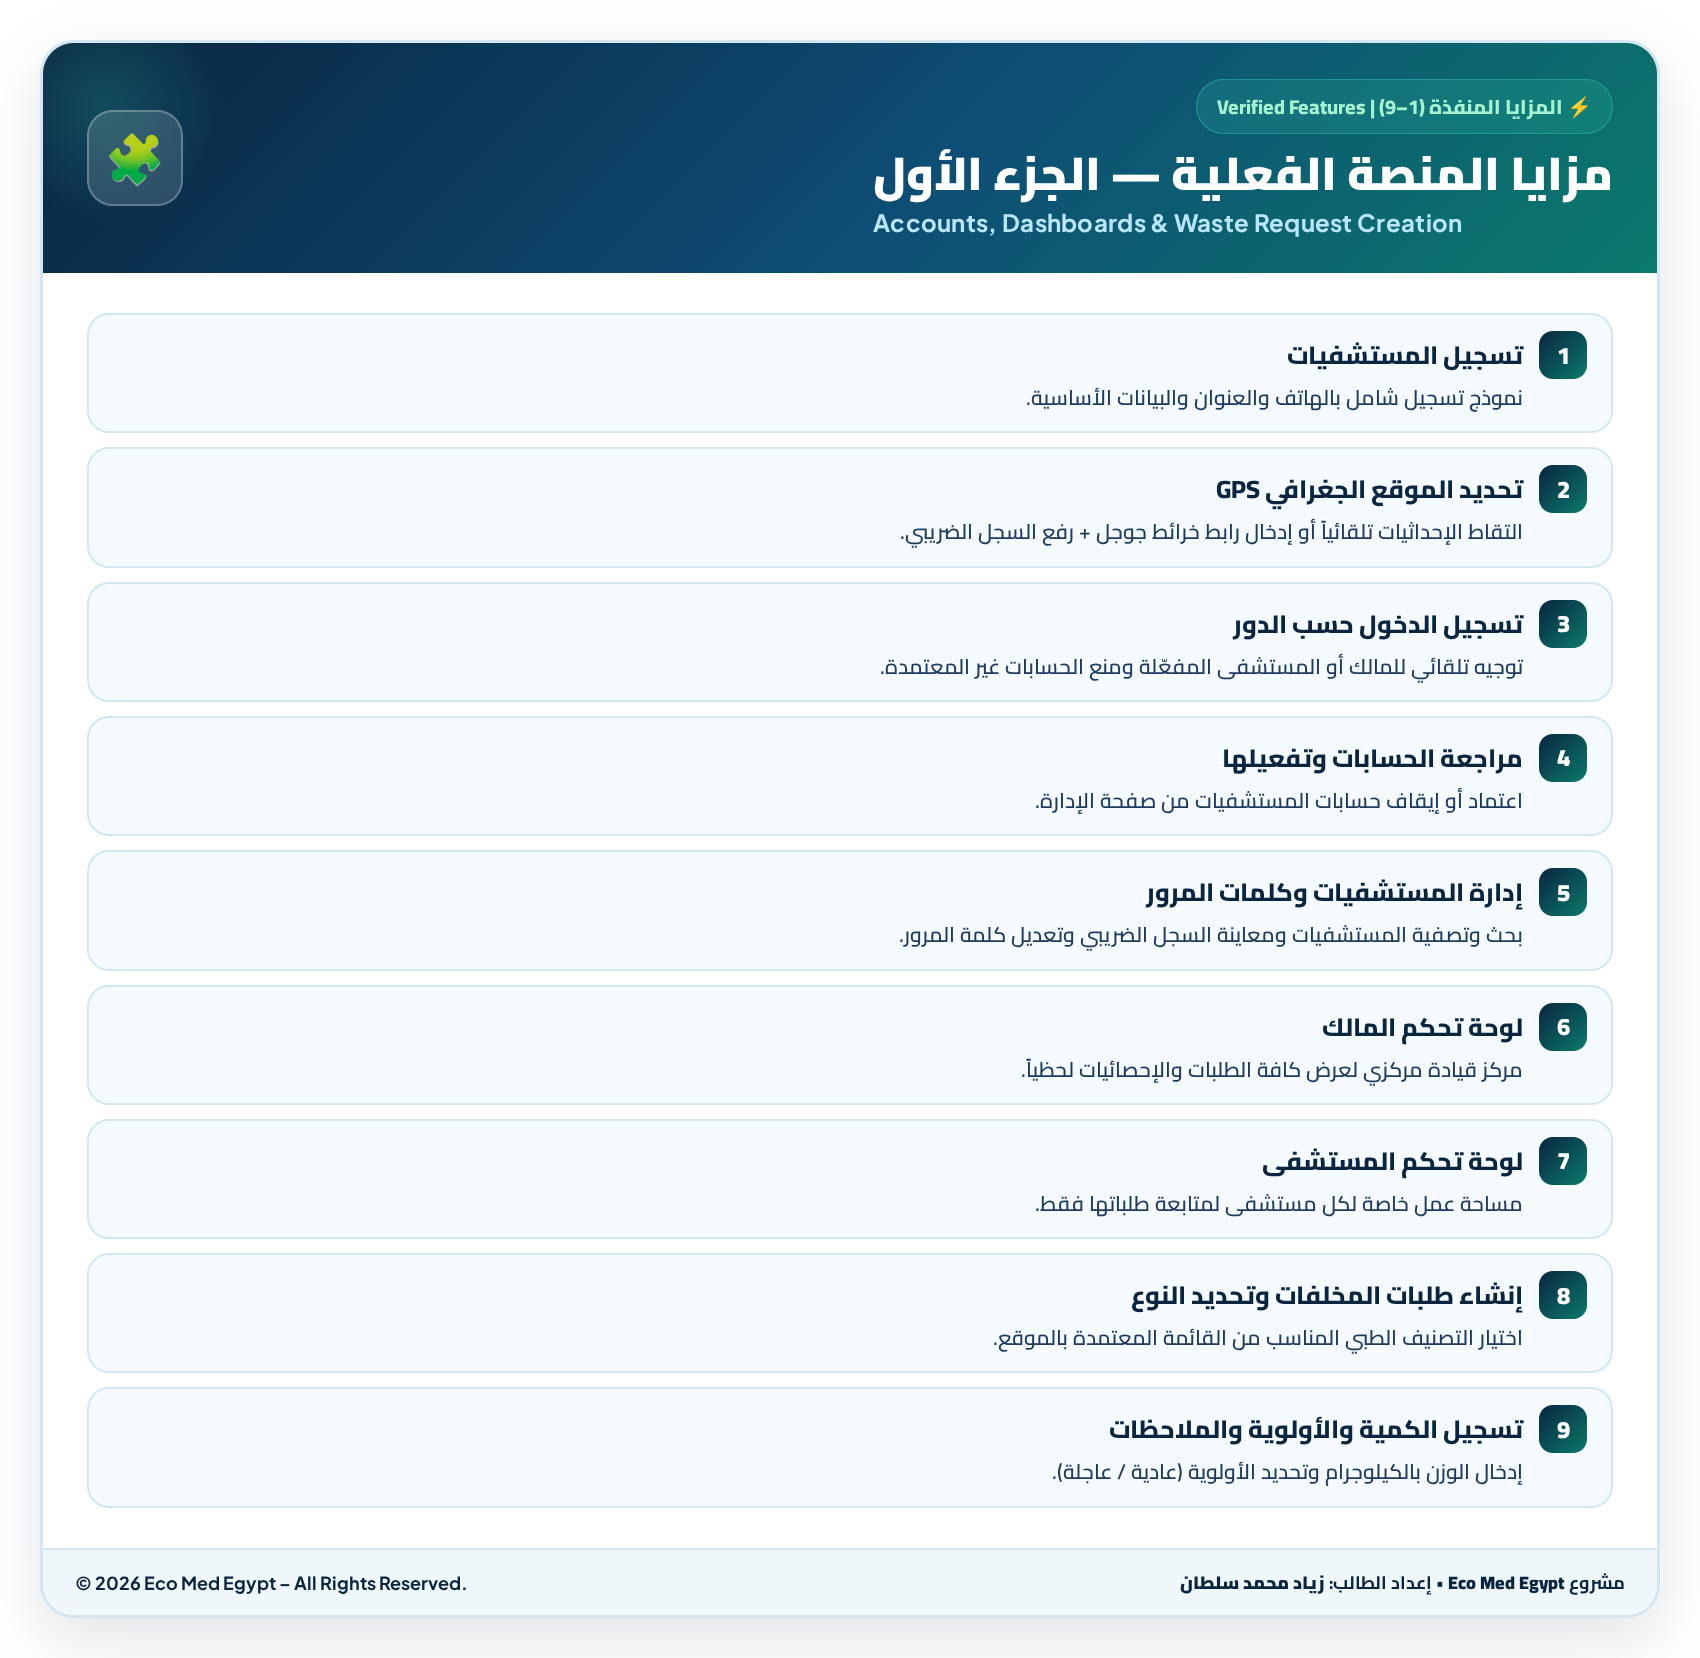 ⚡ المزايا المنفذة (1–9) | Verified Features
مزايا المنصة الفعلية — الجزء الأول
Accounts, Dashboards & Waste Request Creation
1
تسجيل المستشفيات
نموذج تسجيل شامل بالهاتف والعنوان والبيانات الأساسية.
2
تحديد الموقع الجغرافي GPS
التقاط الإحداثيات تلقائياً أو إدخال رابط خرائط جوجل + رفع السجل الضريبي.
3
تسجيل الدخول حسب الدور
توجيه تلقائي للمالك أو المستشفى المفعّلة ومنع الحسابات غير المعتمدة.
4
مراجعة الحسابات وتفعيلها
اعتماد أو إيقاف حسابات المستشفيات من صفحة الإدارة.
5
إدارة المستشفيات وكلمات المرور
بحث وتصفية المستشفيات ومعاينة السجل الضريبي وتعديل كلمة المرور.
6
لوحة تحكم المالك
مركز قيادة مركزي لعرض كافة الطلبات والإحصائيات لحظياً.
7
لوحة تحكم المستشفى
مساحة عمل خاصة لكل مستشفى لمتابعة طلباتها فقط.
8
إنشاء طلبات المخلفات وتحديد النوع
اختيار التصنيف الطبي المناسب من القائمة المعتمدة بالموقع.
9
تسجيل الكمية والأولوية والملاحظات
إدخال الوزن بالكيلوجرام وتحديد الأولوية (عادية / عاجلة).
مشروع Eco Med Egypt • إعداد الطالب: زياد محمد سلطان
© 2026 Eco Med Egypt – All Rights Reserved.